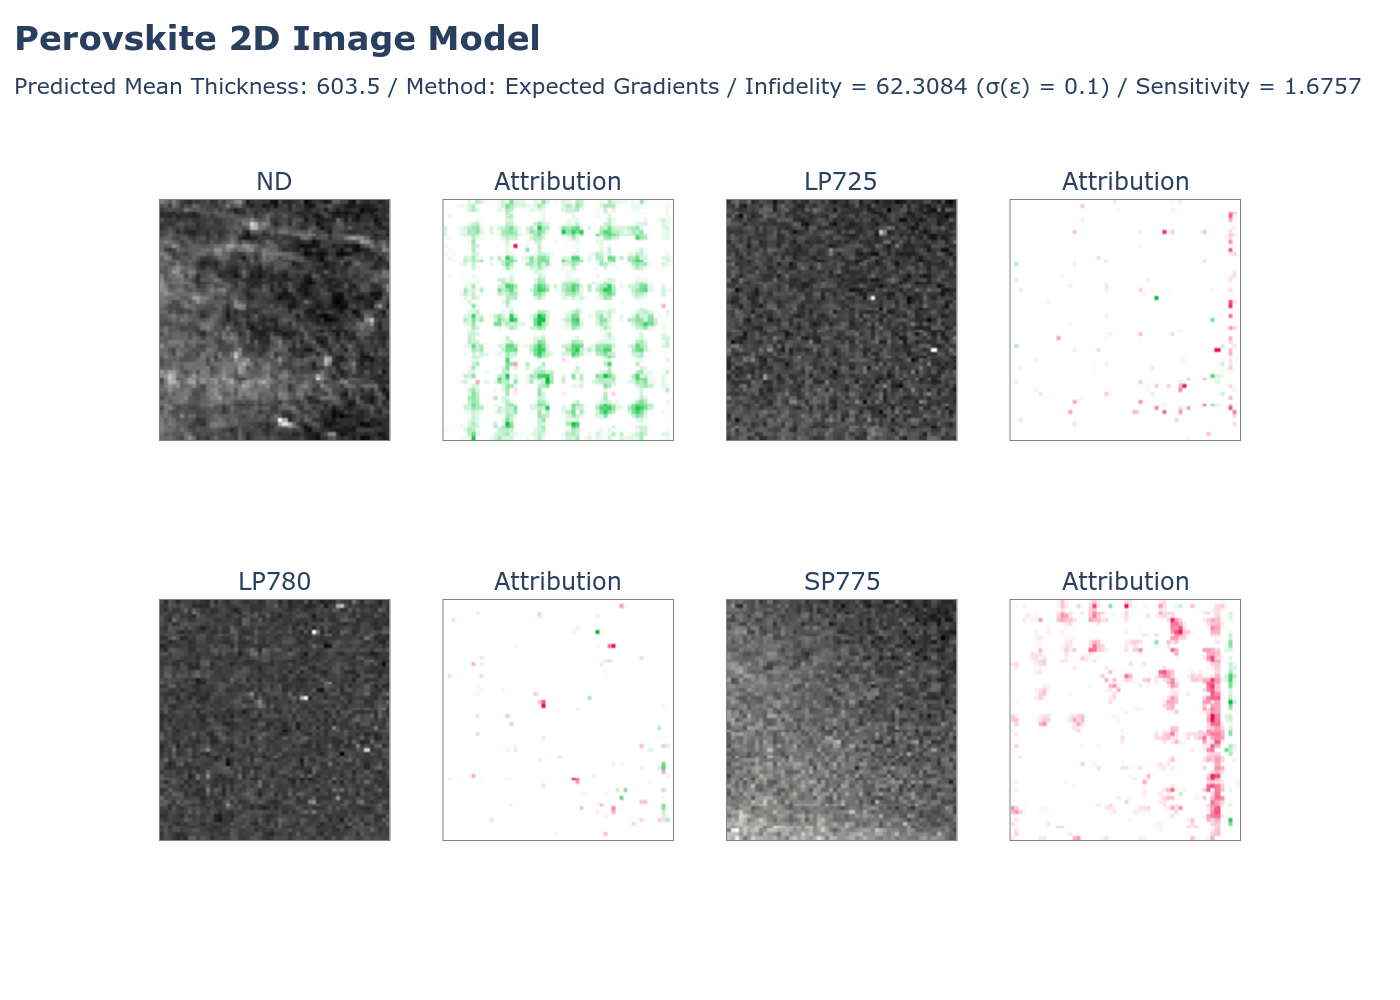 Perovskite 2D Image Model
Predicted Mean Thickness: 603.5 / Method: Expected Gradients / Infidelity = 62.3084 (σ(ε) = 0.1) / Sensitivity = 1.6757
ND
Attribution
LP725
Attribution
LP780
Attribution
SP775
Attribution